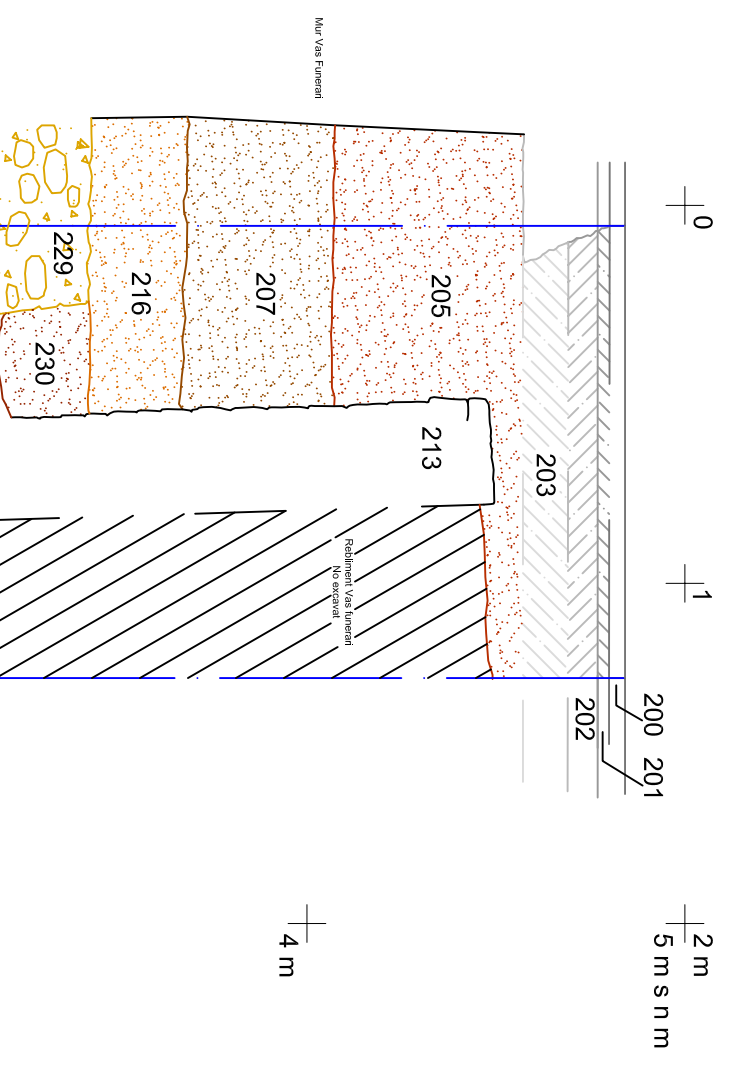 0
1
2 m
5 m s n m
200
201
202
203
205
213
Mur Vas Funerari
207
Rebliment Vas funerari
No excavat
4 m
216
229
230